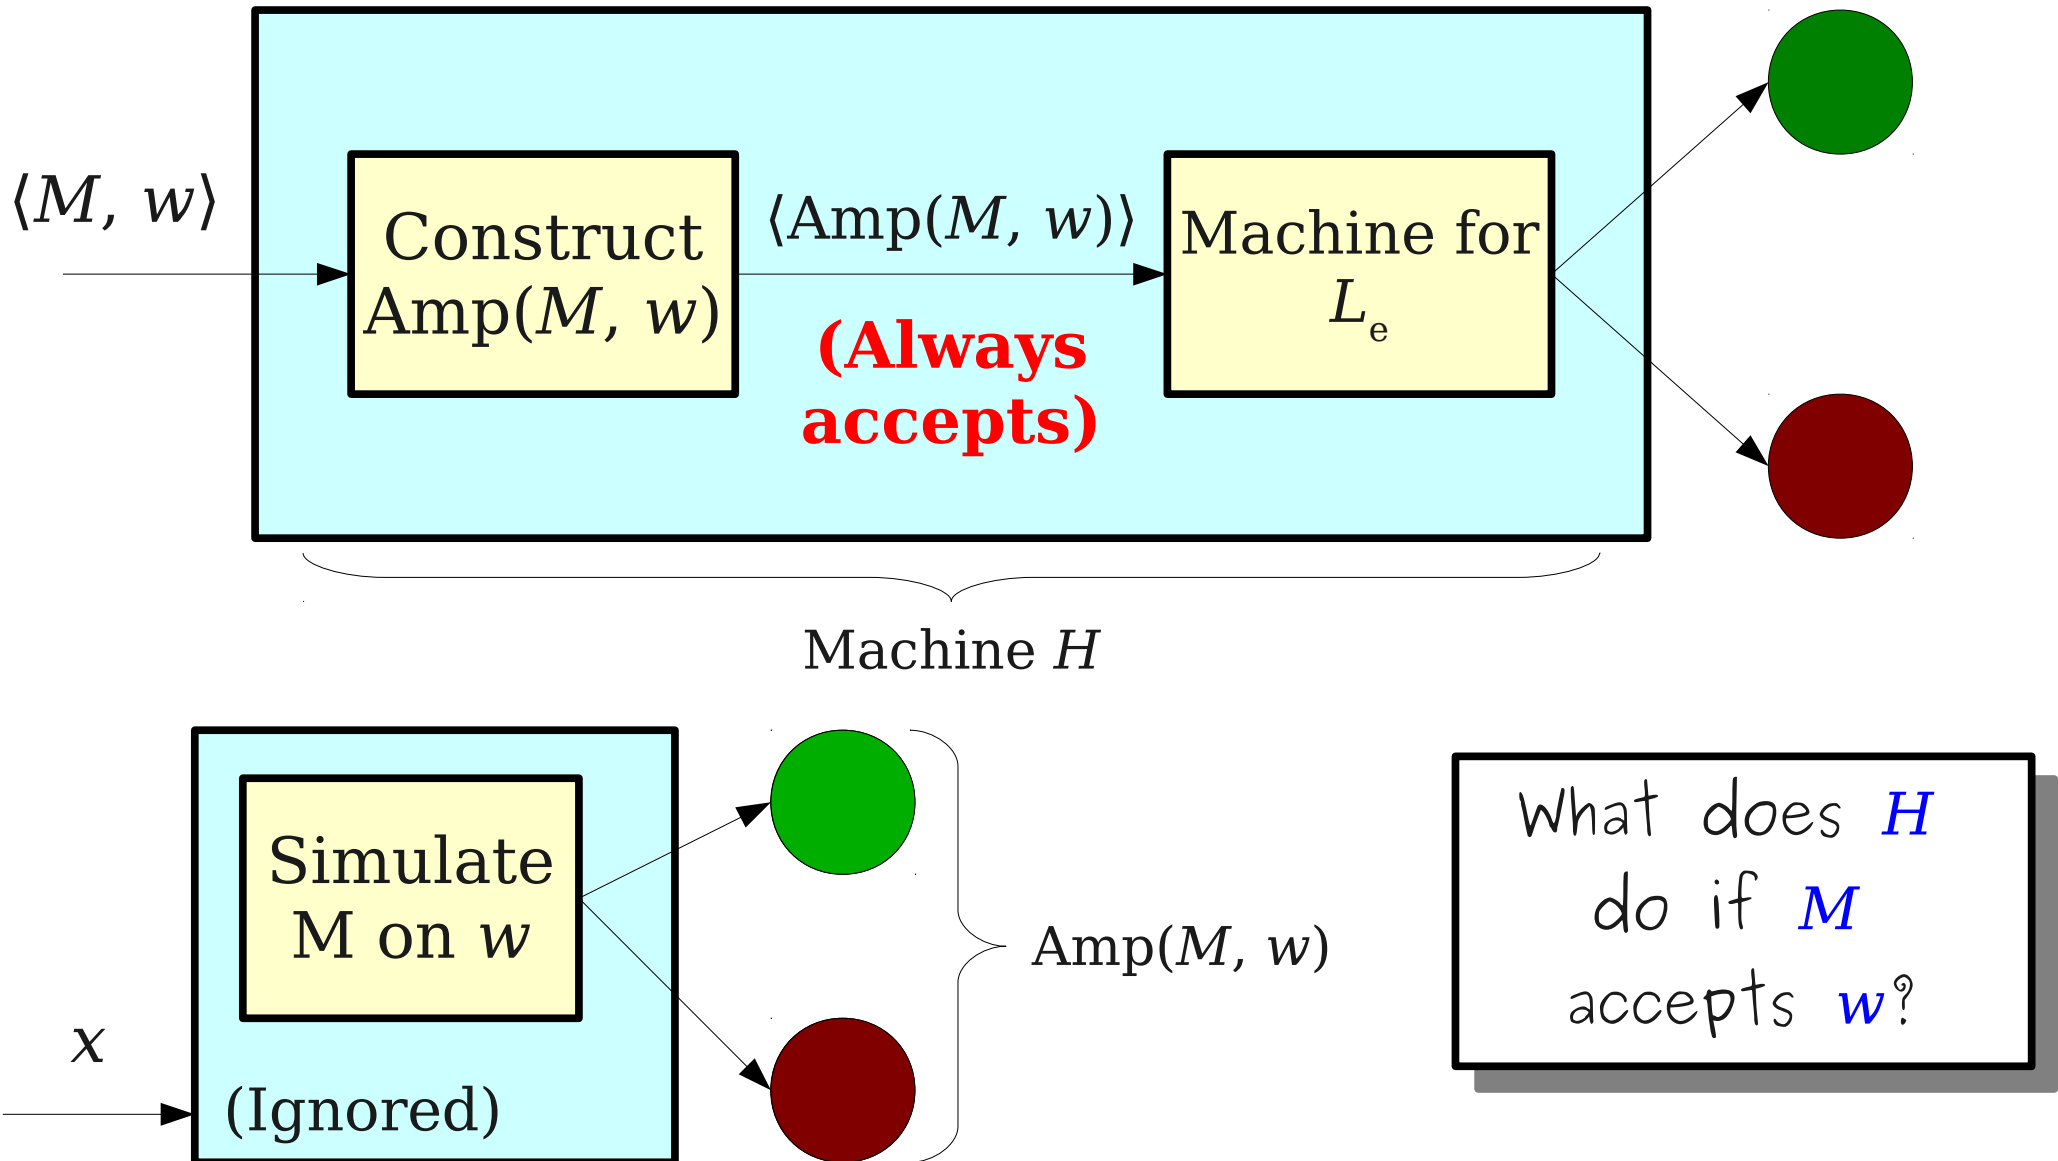 ⟨M, w⟩
Construct
Amp(M, w)
⟨Amp(M, w)⟩
(Always
accepts)
Machine for
Lₑ
Machine H
Simulate
M on w
x
(Ignored)
Amp(M, w)
What does H
do if M
accepts w?